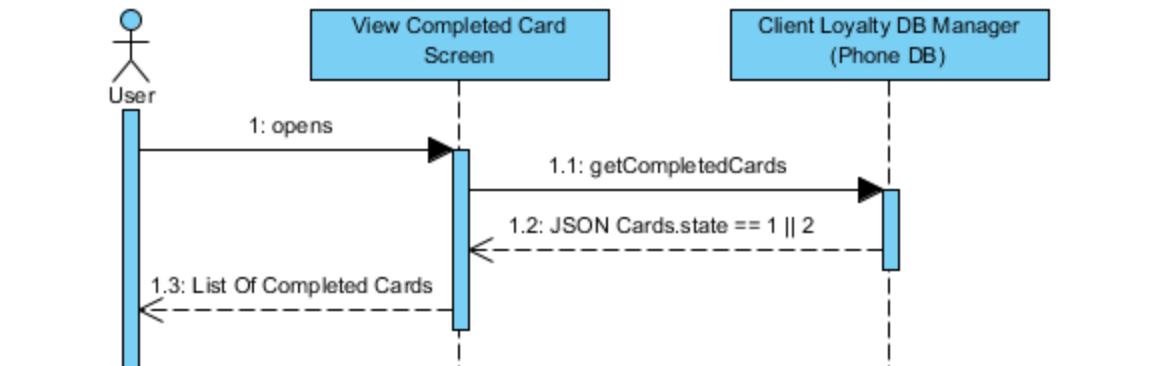 View Completed Card
Screen
Client Loyalty DB Manager
(Phone DB)
User
1: opens
1.1: getCompletedCards
1.2: JSON Cards.state == 1 || 2
1.3: List Of Completed Cards